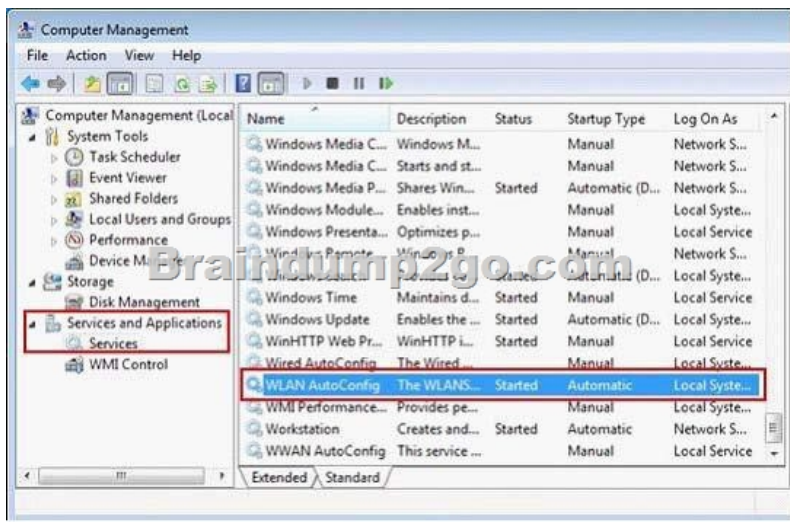 Computer Management
File Action View Help
Computer Management (Local
System Tools
Task Scheduler
Event Viewer
Shared Folders
Local Users and Groups
Performance
Device
Storage
Disk Management
Services and Applications
Services
WMI Control
Name Description Status Startup Type Log On As
Windows Media C... Windows M... Manual Network S...
Windows Media C... Starts and st... Manual Network S...
Windows Media P... Shares Win... Started Automatic (D... Network S...
Windows Module... Enables inst... Manual Local Syste...
Windows Presenta... Optimizes p... Manual Local Service
Windows Remote Manual Network S...
(D... Local Syste...
Windows Time Maintains d... Started Manual Local Service
Windows Update Enables the ... Started Automatic (D... Local Syste...
WinHTTP Web Pr... WinHTTP i... Started Manual Local Service
Wired AutoConfig The Wired ... Manual Local Syste...
WLAN AutoConfig The WLANS... Started Automatic Local Syste...
WMI Performance... Provides pe... Manual Local Syste...
Workstation Creates and... Started Automatic Network S...
WWAN AutoConfig This service ... Manual Local Service
Extended Standard
Braindump2go.com